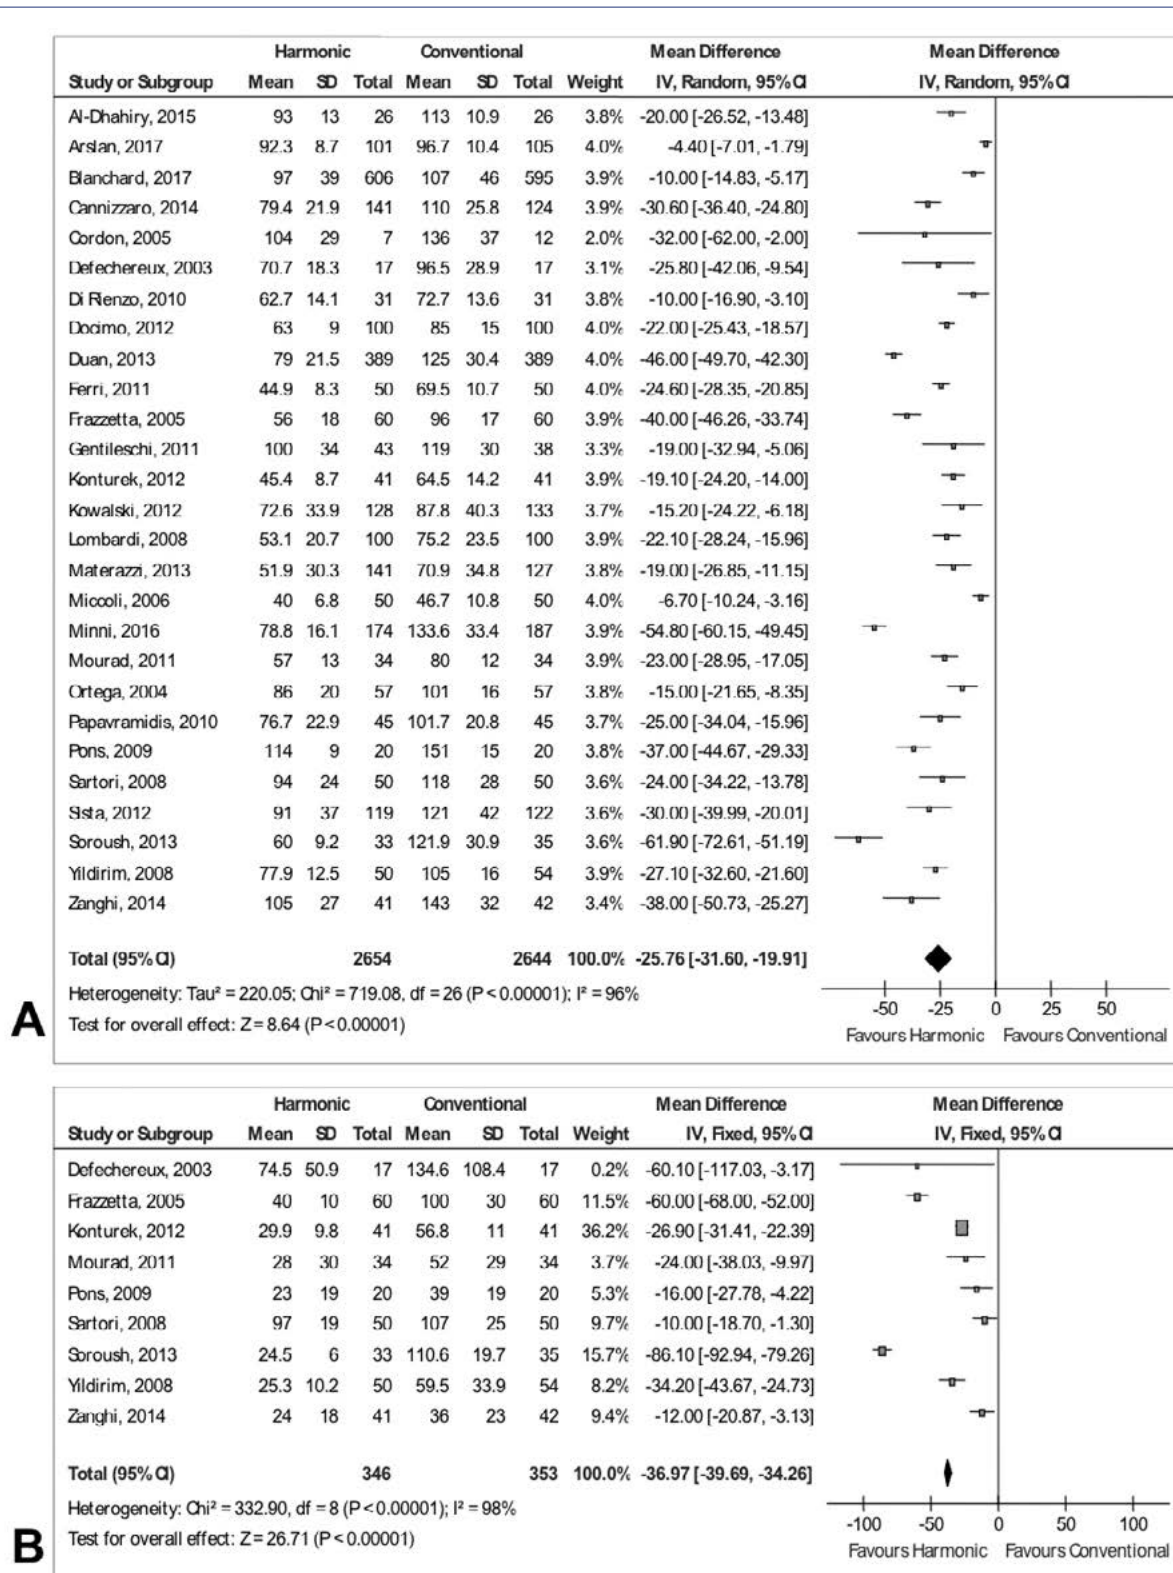 Harmonic Conventional Mean Difference Mean Difference
Study or Subgroup Mean SD Total Mean SD Total Weight IV, Random, 95% CI IV, Random, 95% CI
Al-Dhahiry, 2015 93 13 26 113 10.9 26 3.8% -20.00 [-26.52, -13.48]
Arslan, 2017 92.3 8.7 101 96.7 10.4 105 4.0% -4.40 [-7.01, -1.79]
Blanchard, 2017 97 39 606 107 46 595 3.9% -10.00 [-14.83, -5.17]
Cannizzaro, 2014 79.4 21.9 141 110 25.8 124 3.9% -30.60 [-36.40, -24.80]
Cordon, 2005 104 29 7 136 37 12 2.0% -32.00 [-62.00, -2.00]
Defechereux, 2003 70.7 18.3 17 96.5 28.9 17 3.1% -25.80 [-42.06, -9.54]
Di Rienzo, 2010 62.7 14.1 31 72.7 13.6 31 3.8% -10.00 [-16.90, -3.10]
Docimo, 2012 63 9 100 85 15 100 4.0% -22.00 [-25.43, -18.57]
Duan, 2013 79 21.5 389 125 30.4 389 4.0% -46.00 [-49.70, -42.30]
Ferri, 2011 44.9 8.3 50 69.5 10.7 50 4.0% -24.60 [-28.35, -20.85]
Frazzetta, 2005 56 18 60 96 17 60 3.9% -40.00 [-46.26, -33.74]
Gentileschi, 2011 100 34 43 119 30 38 3.3% -19.00 [-32.94, -5.06]
Konturek, 2012 45.4 8.7 41 64.5 14.2 41 3.9% -19.10 [-24.20, -14.00]
Kowalski, 2012 72.6 33.9 128 87.8 40.3 133 3.7% -15.20 [-24.22, -6.18]
Lombardi, 2008 53.1 20.7 100 75.2 23.5 100 3.9% -22.10 [-28.24, -15.96]
Materazzi, 2013 51.9 30.3 141 70.9 34.8 127 3.8% -19.00 [-26.85, -11.15]
Miccoli, 2006 40 6.8 50 46.7 10.8 50 4.0% -6.70 [-10.24, -3.16]
Minni, 2016 78.8 16.1 174 133.6 33.4 187 3.9% -54.80 [-60.15, -49.45]
Mourad, 2011 57 13 34 80 12 34 3.9% -23.00 [-28.95, -17.05]
Ortega, 2004 86 20 57 101 16 57 3.8% -15.00 [-21.65, -8.35]
Papavramidis, 2010 76.7 22.9 45 101.7 20.8 45 3.7% -25.00 [-34.04, -15.96]
Pons, 2009 114 9 20 151 15 20 3.8% -37.00 [-44.67, -29.33]
Sartori, 2008 94 24 50 118 28 50 3.6% -24.00 [-34.22, -13.78]
Sista, 2012 91 37 119 121 42 122 3.6% -30.00 [-39.99, -20.01]
Soroush, 2013 60 9.2 33 121.9 30.9 35 3.6% -61.90 [-72.61, -51.19]
Yildirim, 2008 77.9 12.5 50 105 16 54 3.9% -27.10 [-32.60, -21.60]
Zanghi, 2014 105 27 41 143 32 42 3.4% -38.00 [-50.73, -25.27]
Total (95% CI) 2654 2644 100.0% -25.76 [-31.60, -19.91]
Heterogeneity: Tau² = 220.05; Chi² = 719.08, df = 26 (P < 0.00001); I² = 96%
Test for overall effect: Z = 8.64 (P < 0.00001)
-50 -25 0 25 50
Favours Harmonic Favours Conventional
A
Harmonic Conventional Mean Difference Mean Difference
Study or Subgroup Mean SD Total Mean SD Total Weight IV, Fixed, 95% CI IV, Fixed, 95% CI
Defechereux, 2003 74.5 50.9 17 134.6 108.4 17 0.2% -60.10 [-117.03, -3.17]
Frazzetta, 2005 40 10 60 100 30 60 11.5% -60.00 [-68.00, -52.00]
Konturek, 2012 29.9 9.8 41 56.8 11 41 36.2% -26.90 [-31.41, -22.39]
Mourad, 2011 28 30 34 52 29 34 3.7% -24.00 [-38.03, -9.97]
Pons, 2009 23 19 20 39 19 20 5.3% -16.00 [-27.78, -4.22]
Sartori, 2008 97 19 50 107 25 50 9.7% -10.00 [-18.70, -1.30]
Soroush, 2013 24.5 6 33 110.6 19.7 35 15.7% -86.10 [-92.94, -79.26]
Yildirim, 2008 25.3 10.2 50 59.5 33.9 54 8.2% -34.20 [-43.67, -24.73]
Zanghi, 2014 24 18 41 36 23 42 9.4% -12.00 [-20.87, -3.13]
Total (95% CI) 346 353 100.0% -36.97 [-39.69, -34.26]
Heterogeneity: Chi² = 332.90, df = 8 (P < 0.00001); I² = 98%
Test for overall effect: Z = 26.71 (P < 0.00001)
-100 -50 0 50 100
Favours Harmonic Favours Conventional
B